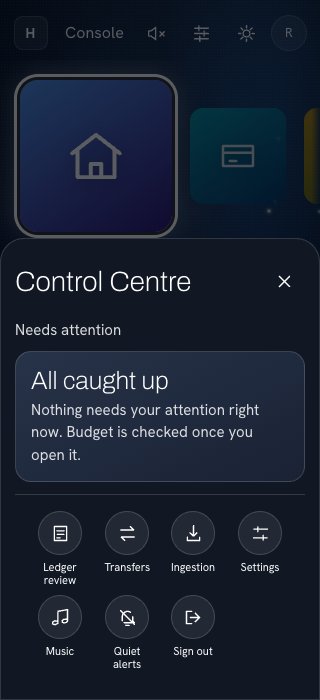 H
Console
R
Control Centre
Needs attention
All caught up
Nothing needs your attention right
now. Budget is checked once you
open it.
Ledger
review
Transfers
Ingestion
Settings
Music
Quiet
alerts
Sign out